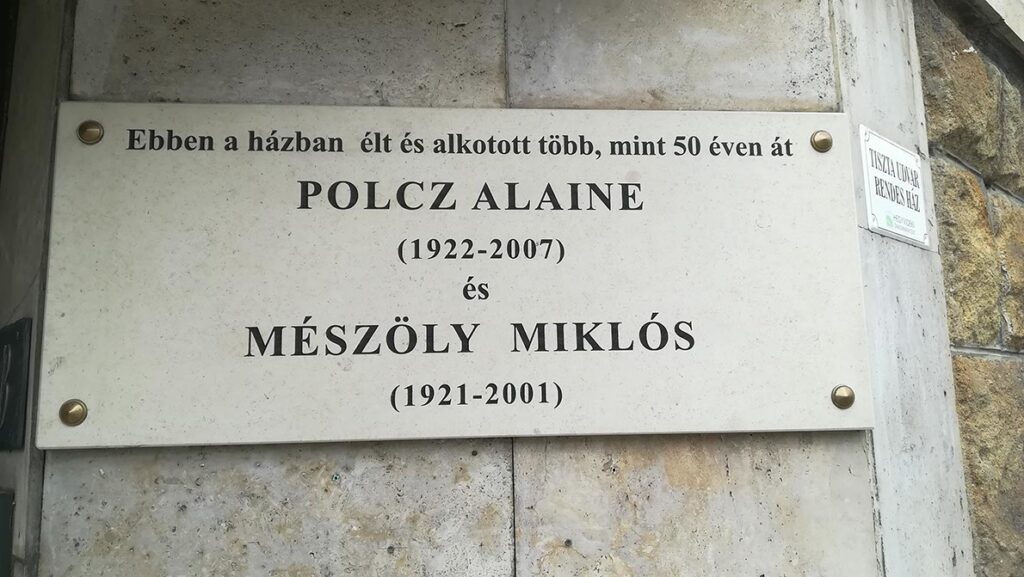 Ebben a házban élt és alkotott több, mint 50 éven át
POLCZ ALAINE
(1922-2007)
és
MÉSZÖLY MIKLÓS
(1921-2001)
TISZTA UDVAR
RENDES HÁZ
HEGYVIDÉK